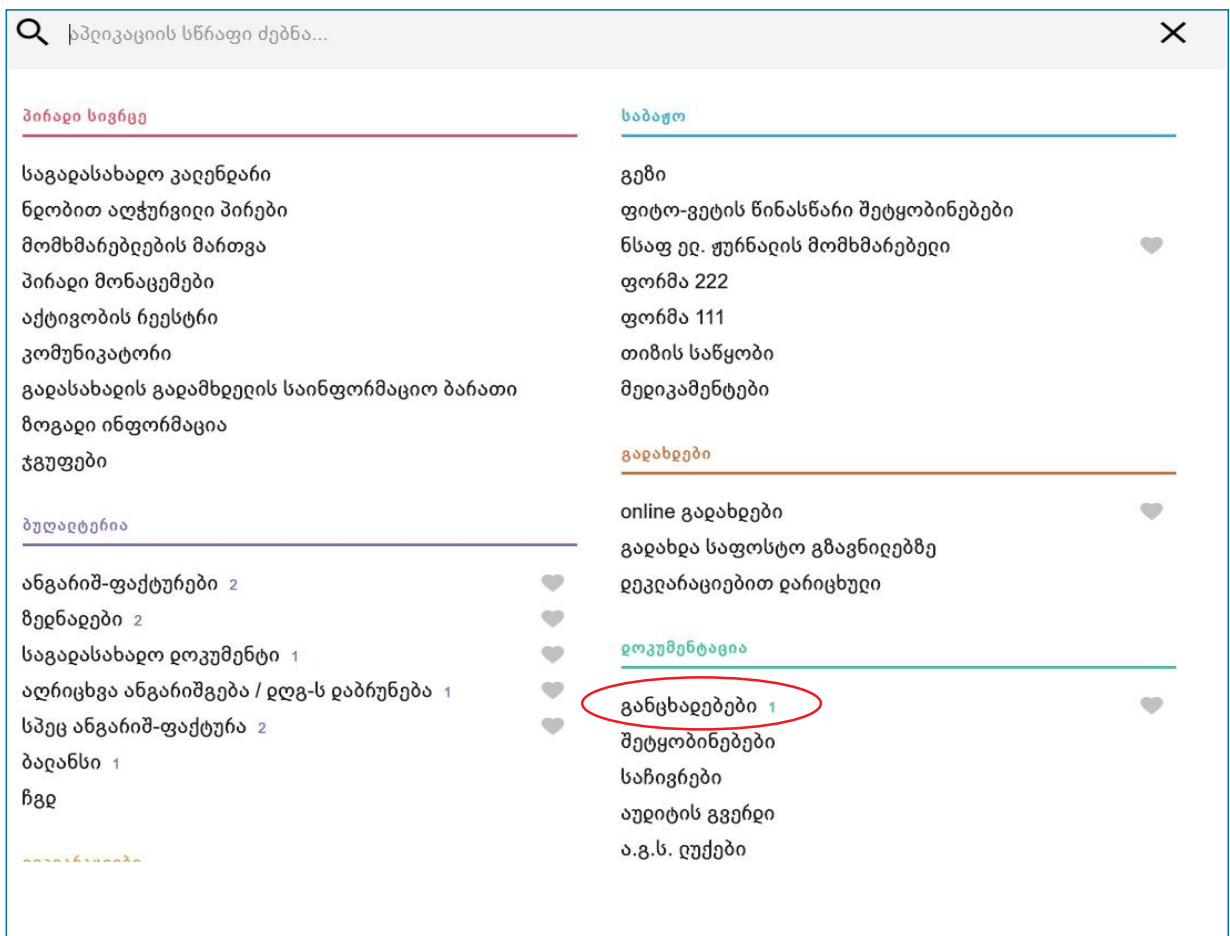 აპლიკაციის სწრაფი ძებნა...
პირადი სივრცე
საგადასახადო კალენდარი
ნდობით აღჭურვილი პირები
მომხმარებლების მართვა
პირადი მონაცემები
აქტივობის რეესტრი
კომუნიკატორი
გადასახადის გადამხდელის საინფორმაციო ბარათი
ზოგადი ინფორმაცია
ჯგუფები
ბუღალტერია
ანგარიშ-ფაქტურები 2
ზედნადები 2
საგადასახადო დოკუმენტი 1
აღრიცხვა ანგარიშგება / დღგ-ს დაბრუნება 1
სპეც ანგარიშ-ფაქტურა 2
ბალანსი 1
ჩგდ
საბაჟო
გეზი
ფიტო-ვეტის წინასწარი შეტყობინებები
ნსაფ ელ. ჟურნალის მომხმარებელი
ფორმა 222
ფორმა 111
თიზის საწყობი
მედიკამენტები
გადახდები
online გადახდები
გადახდა საფოსტო გზავნილებზე
დეკლარაციებით დარიცხული
დოკუმენტაცია
განცხადებები 1
შეტყობინებები
საჩივრები
აუდიტის გვერდი
ა.გ.ს. ლუქები